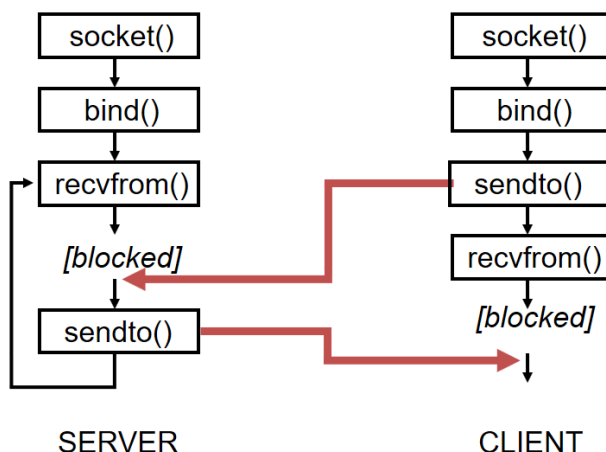 socket()
bind()
recvfrom()
[blocked]
sendto()
SERVER
socket()
bind()
sendto()
recvfrom()
[blocked]
CLIENT